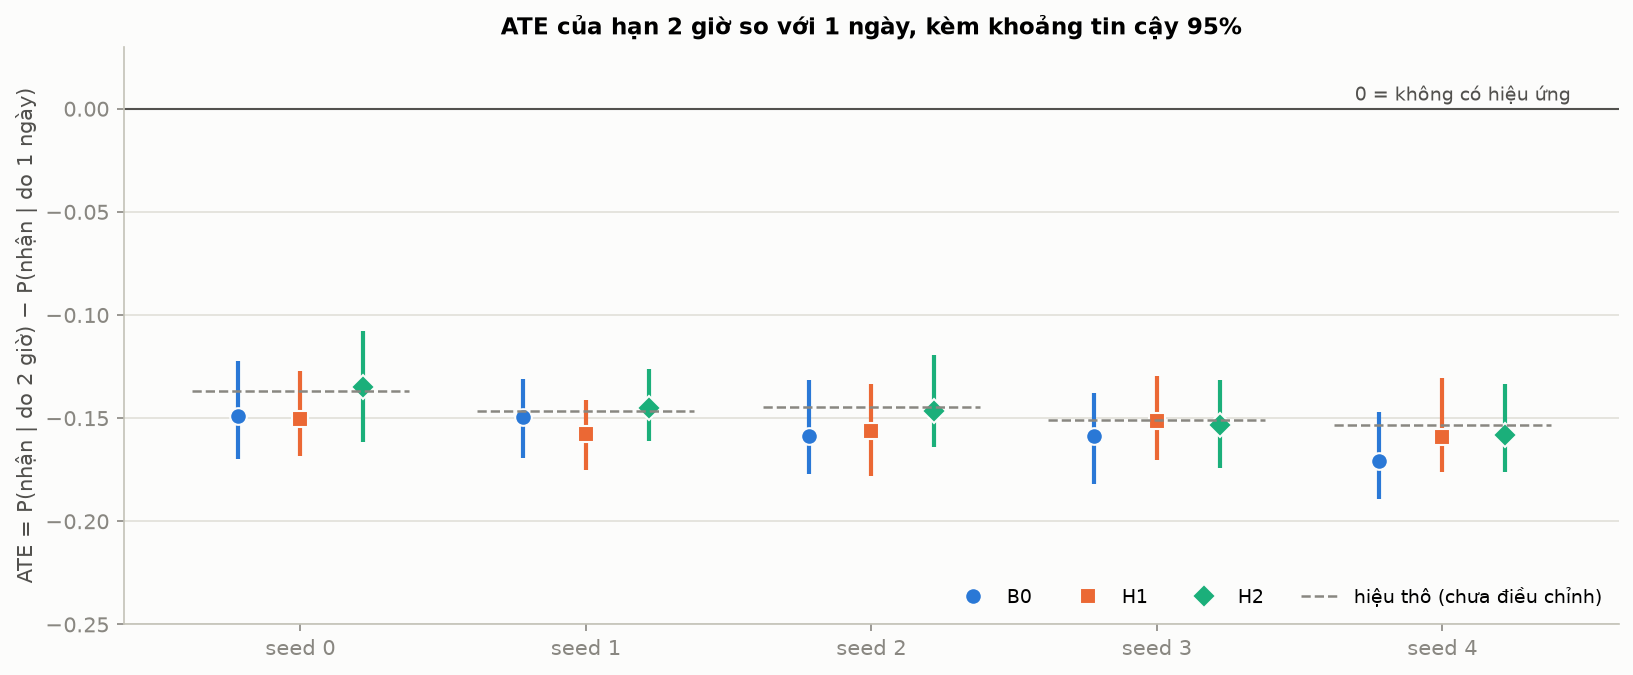 ATE của hạn 2 giờ so với 1 ngày, kèm khoảng tin cậy 95%
ATE = P(nhận | do 2 giờ) − P(nhận | do 1 ngày)
0.00
−0.05
−0.10
−0.15
−0.20
−0.25
0 = không có hiệu ứng
B0
H1
H2
hiệu thô (chưa điều chỉnh)
seed 0
seed 1
seed 2
seed 3
seed 4